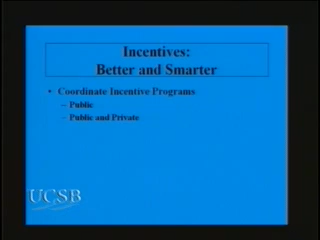 Incentives:
Better and Smarter
• Coordinate Incentive Programs
– Public
– Public and Private
UCSB